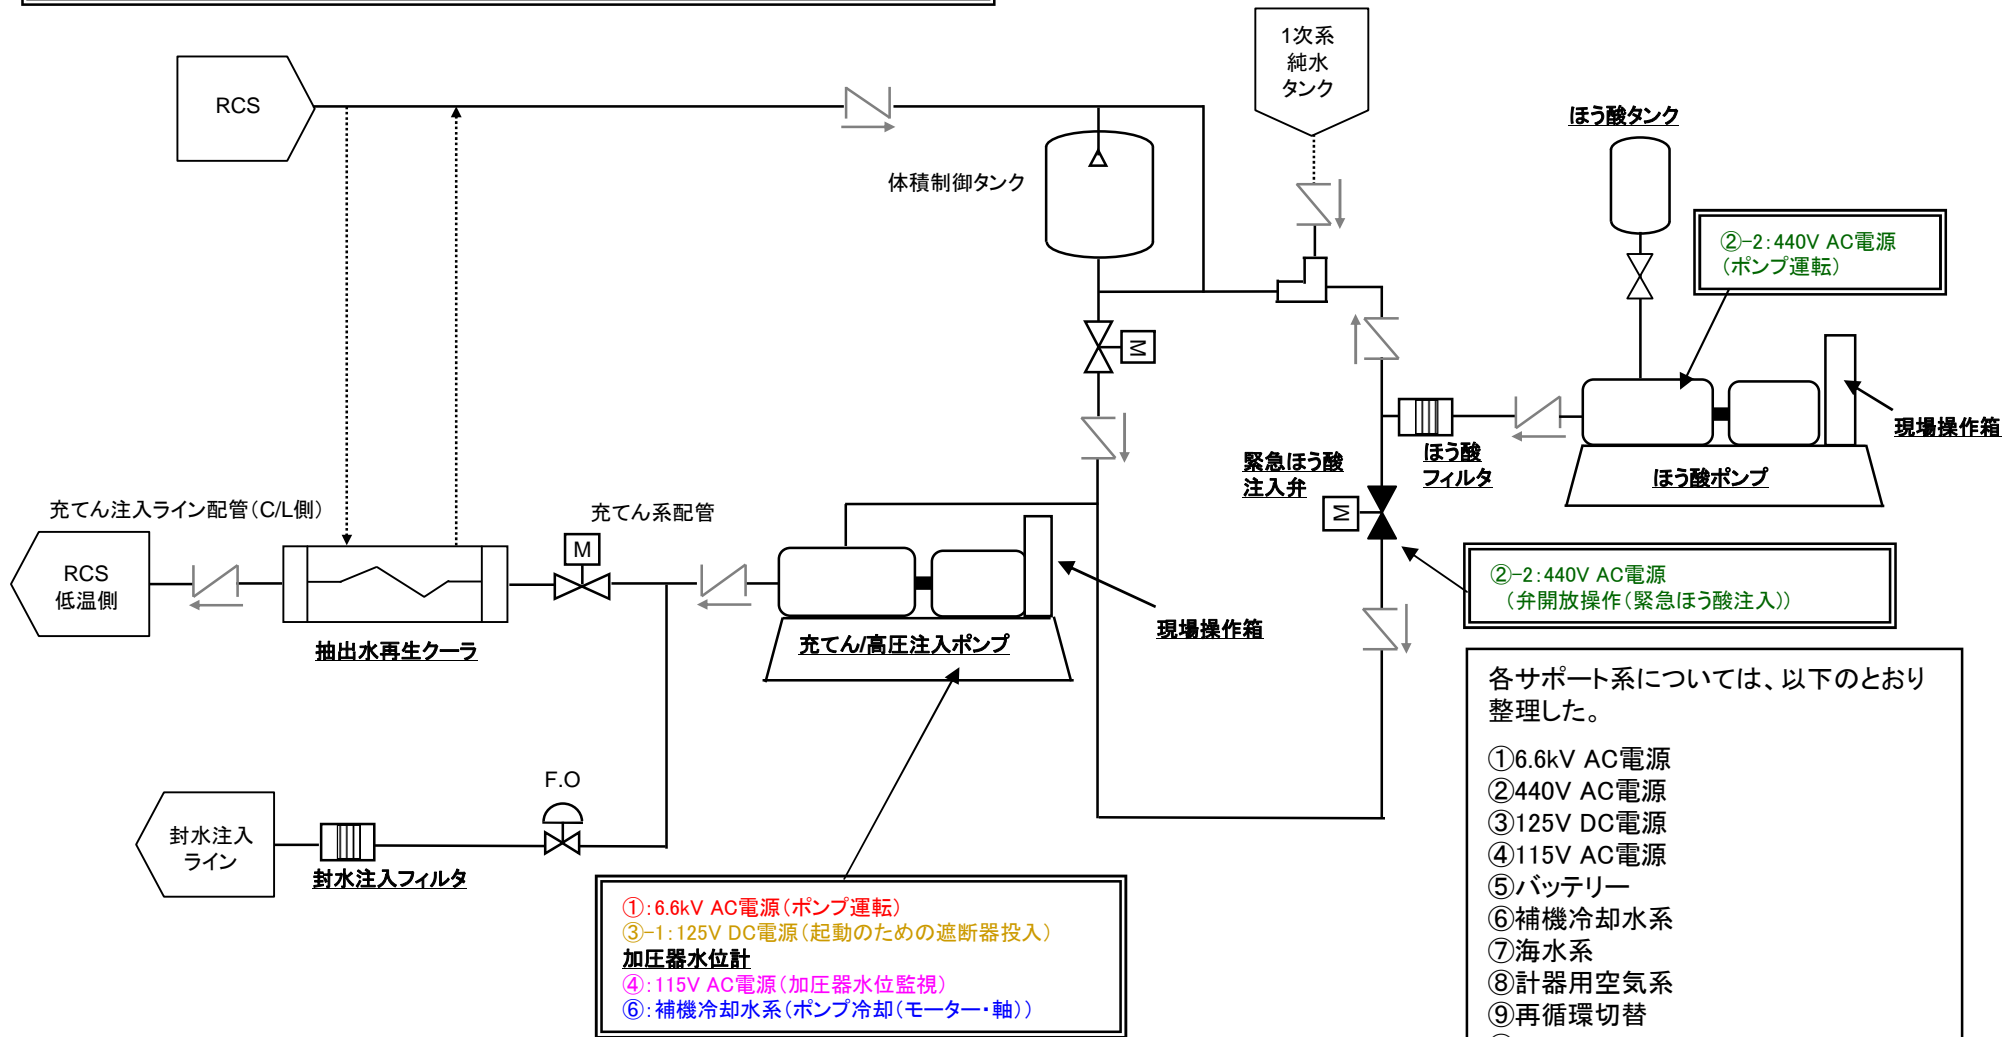 1次系
純水
タンク
RCS
ほう酸タンク
体積制御タンク
②-2:440V AC電源
(ポンプ運転)
M
現場操作箱
緊急ほう酸
注入弁
ほう酸
フィルタ
ほう酸ポンプ
M
充てん注入ライン配管(C/L側)
充てん系配管
M
RCS
低温側
②-2:440V AC電源
(弁開放操作(緊急ほう酸注入))
抽出水再生クーラ
充てん/高圧注入ポンプ
現場操作箱
各サポート系については、以下のとおり
整理した。
①6.6kV AC電源
②440V AC電源
③125V DC電源
④115V AC電源
⑤バッテリー
⑥補機冷却水系
⑦海水系
⑧計器用空気系
⑨再循環切替
F.O
封水注入
ライン
封水注入フィルタ
①:6.6kV AC電源(ポンプ運転)
③-1:125V DC電源(起動のための遮断器投入)
加圧器水位計
④:115V AC電源(加圧器水位監視)
⑥:補機冷却水系(ポンプ冷却(モーター・軸))